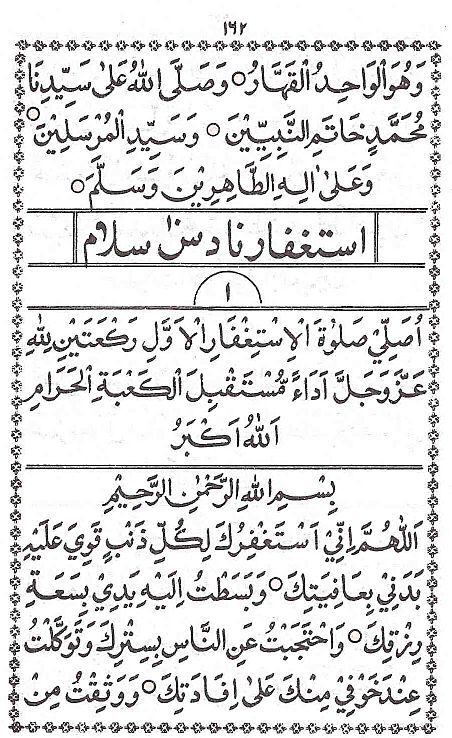 ١٦٢
وَهُوَ الْوَاحِدُ الْقَهَّارُ ○ وَصَلَّى اللهُ عَلٰى سَيِّدِنَا
مُحَمَّدٍ خَاتَمِ النَّبِيِّيْنَ ○ وَسَيِّدِ الْمُرْسَلِيْنَ ○
وَعَلٰى اٰلِهِ الطَّاهِرِيْنَ وَسَلَّمَ ○
استغفار نا دس سلام
١
اُصَلِّيْ صَلٰوةَ الْاِسْتِغْفَارِ الْاَوَّلِ رَكْعَتَيْنِ لِلّٰهِ
عَزَّ وَجَلَّ اَدَاءً مُّسْتَقْبِلَ الْكَعْبَةِ الْحَرَامِ
اَللهُ اَكْبَرُ
بِسْمِ اللهِ الرَّحْمٰنِ الرَّحِيْمِ
اَللّٰهُمَّ اِنِّيْ اَسْتَغْفِرُكَ لِكُلِّ ذَنْبٍ قَوِيَ عَلَيْهِ
بَدَنِيْ بِعَافِيَتِكَ ○ وَبَسَطْتُ اِلَيْهِ يَدِيْ بِسَعَةِ
رِزْقِكَ ○ وَاحْتَجَبْتُ عَنِ النَّاسِ بِسِتْرِكَ وَتَوَكَّلْتُ
عِنْدَ خَوْفِيْ مِنْكَ عَلٰى اِفَادَتِكَ ○ وَوَثِقْتُ مِنْ